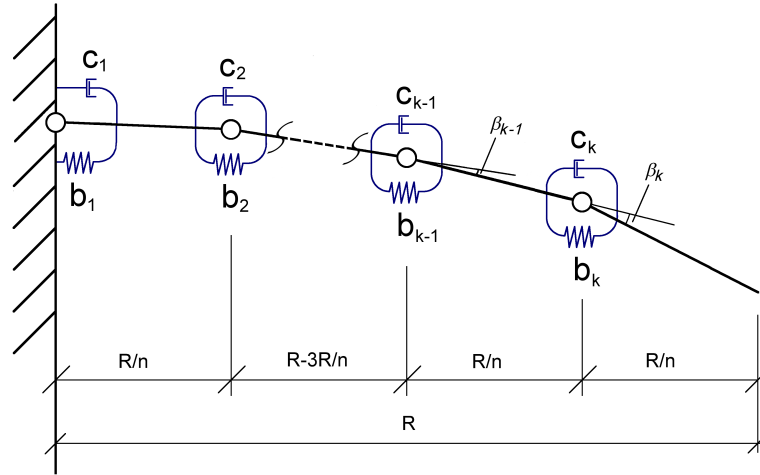 c₁
c₂
cₖ₋₁
cₖ
βₖ₋₁
βₖ
b₁
b₂
bₖ₋₁
bₖ
R/n
R-3R/n
R/n
R/n
R